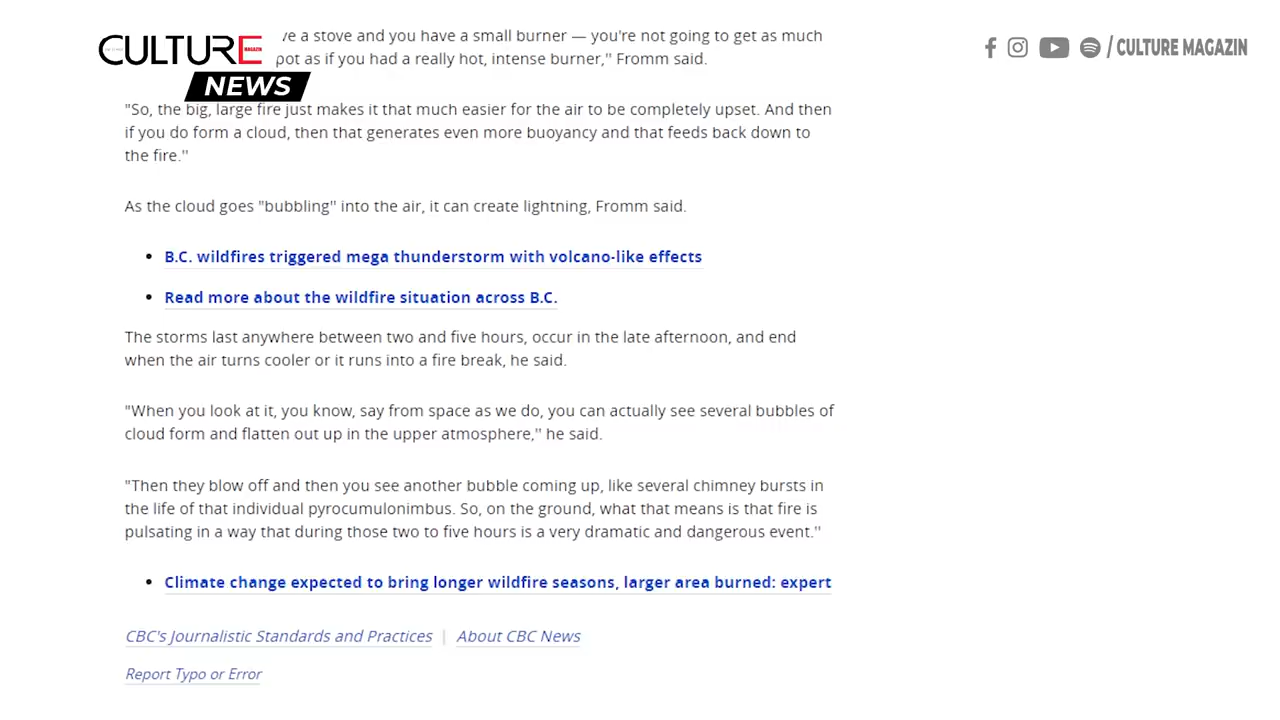 CULTURE
MAGAZIN
NEWS
/ CULTURE MAGAZIN
ve a stove and you have a small burner — you're not going to get as much
pot as if you had a really hot, intense burner," Fromm said.
"So, the big, large fire just makes it that much easier for the air to be completely upset. And then
if you do form a cloud, then that generates even more buoyancy and that feeds back down to
the fire."
As the cloud goes "bubbling" into the air, it can create lightning, Fromm said.
• B.C. wildfires triggered mega thunderstorm with volcano-like effects
• Read more about the wildfire situation across B.C.
The storms last anywhere between two and five hours, occur in the late afternoon, and end
when the air turns cooler or it runs into a fire break, he said.
"When you look at it, you know, say from space as we do, you can actually see several bubbles of
cloud form and flatten out up in the upper atmosphere," he said.
"Then they blow off and then you see another bubble coming up, like several chimney bursts in
the life of that individual pyrocumulonimbus. So, on the ground, what that means is that fire is
pulsating in a way that during those two to five hours is a very dramatic and dangerous event."
• Climate change expected to bring longer wildfire seasons, larger area burned: expert
CBC's Journalistic Standards and Practices | About CBC News
Report Typo or Error